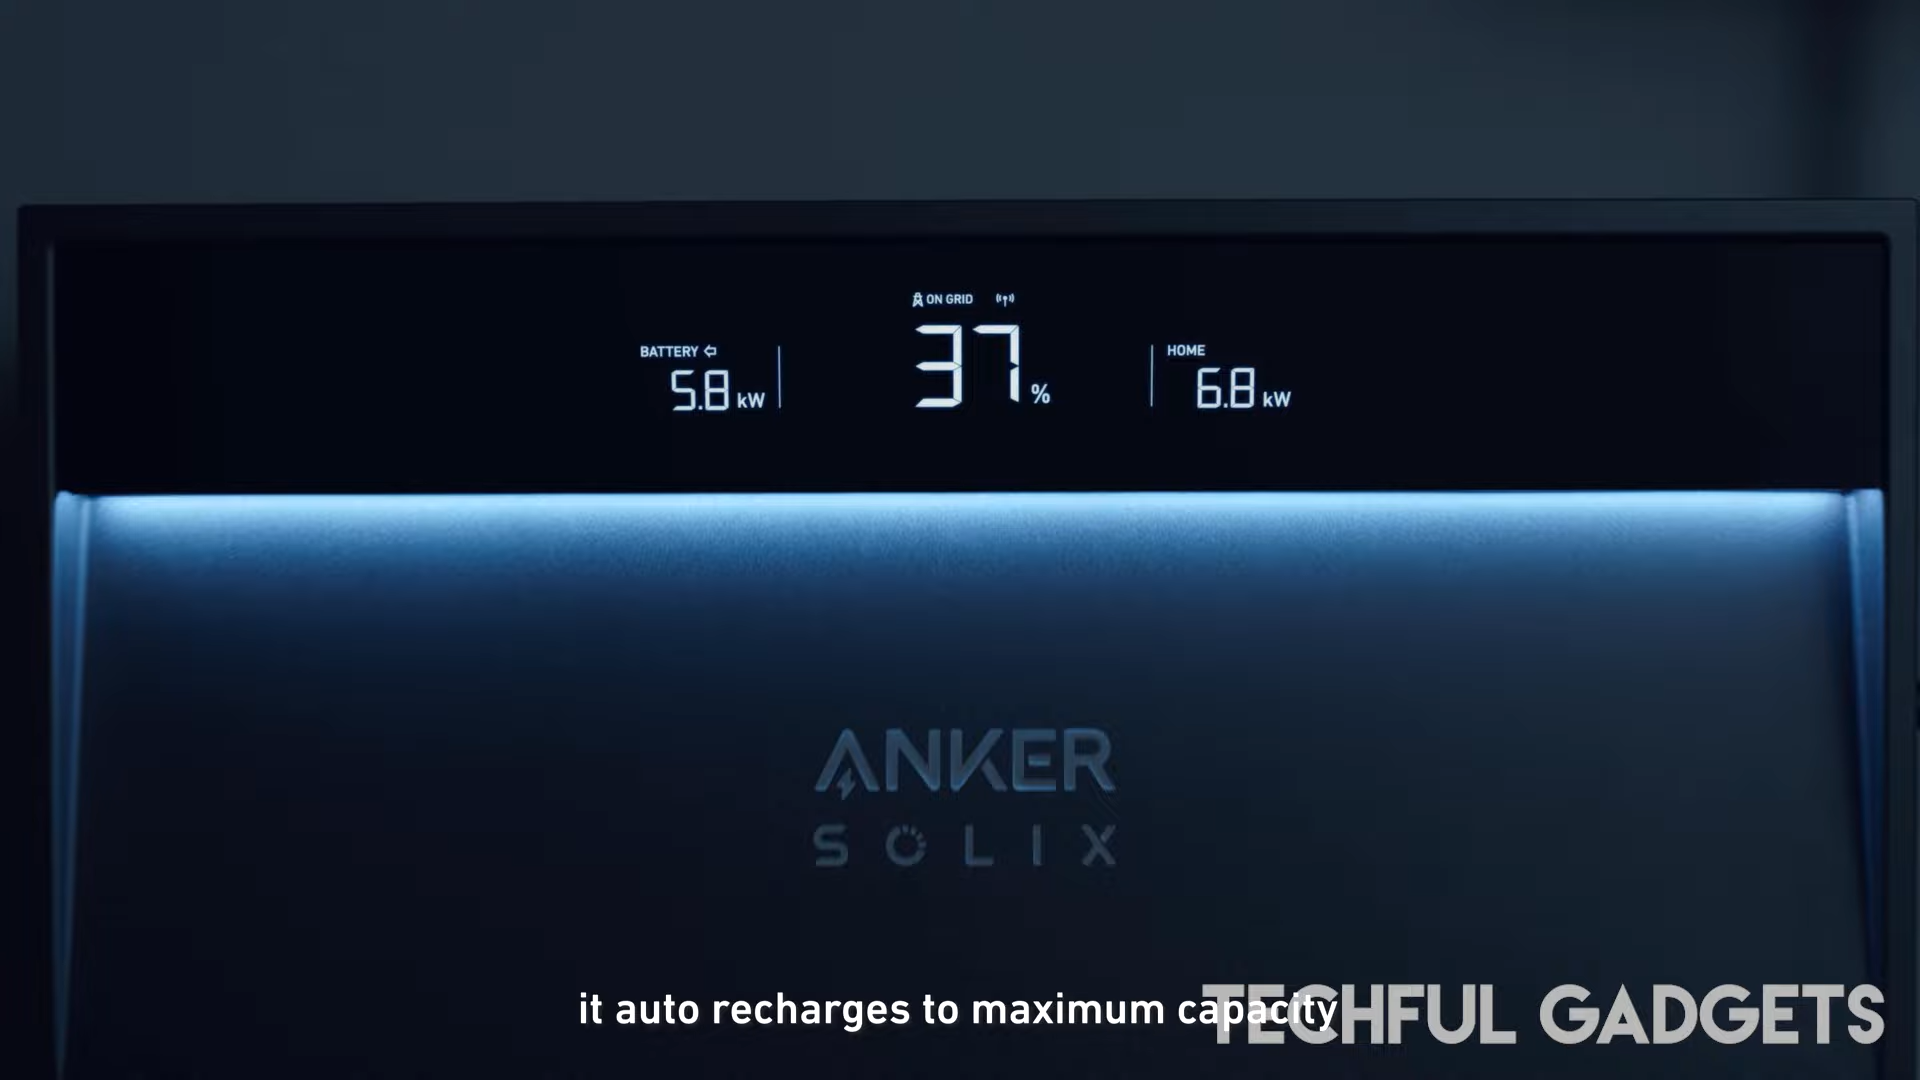 ON GRID
BATTERY
5.8 kW
37%
HOME
6.8 kW
ANKER
SOLIX
it auto recharges to maximum capacity
TECHFUL GADGETS